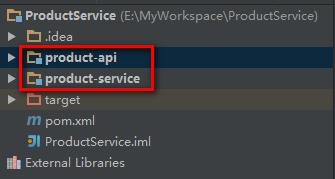 ProductService (E:\MyWorkspace\ProductService)
.idea
product-api
product-service
target
pom.xml
ProductService.iml
External Libraries